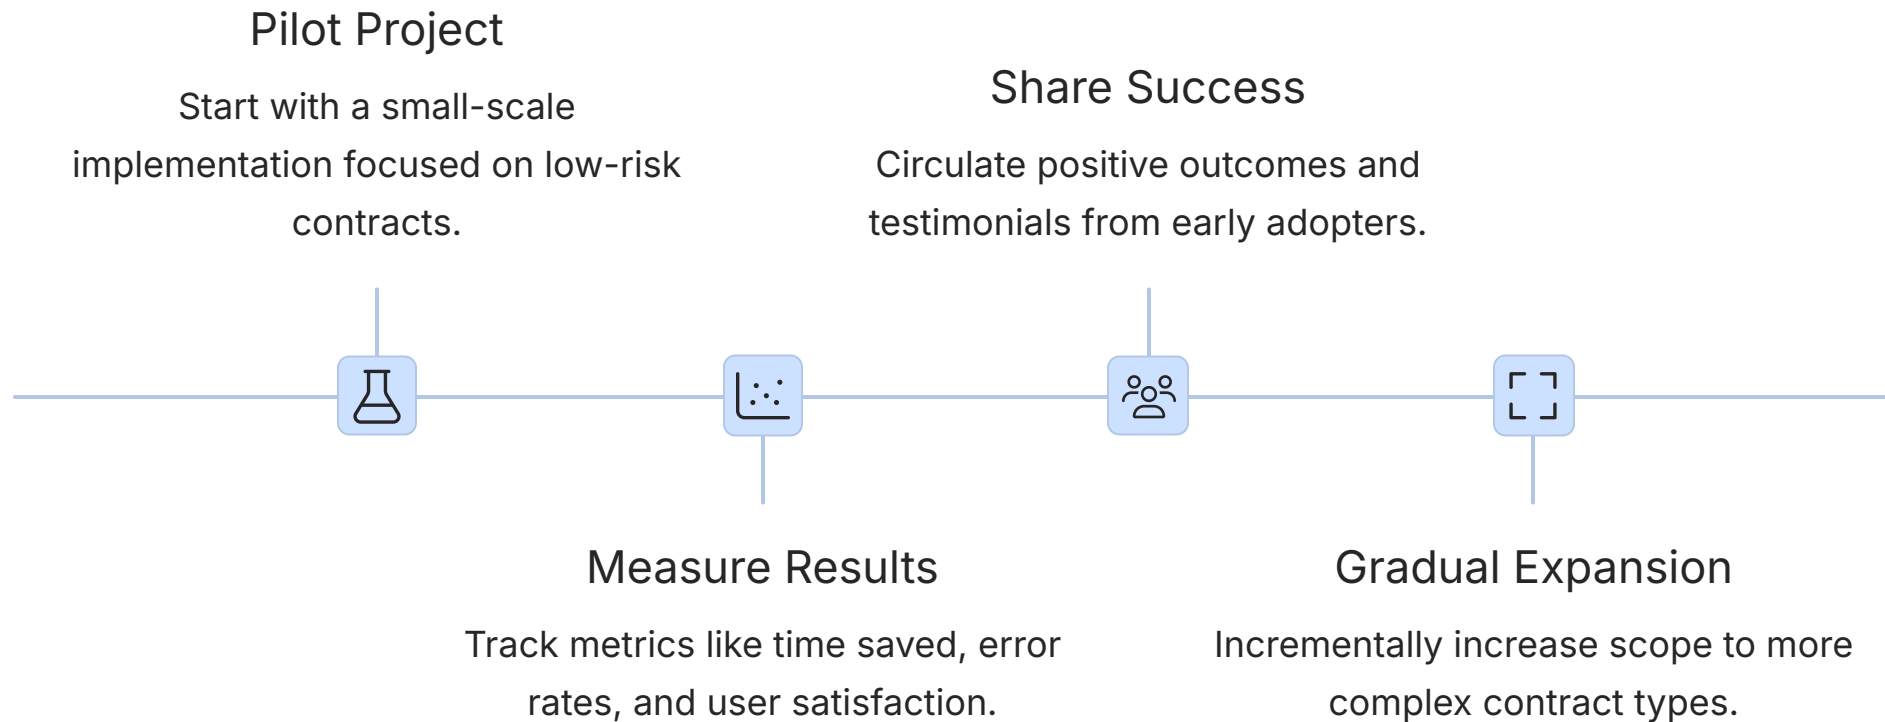 Pilot Project
Start with a small-scale
implementation focused on low-risk
contracts.
Measure Results
Track metrics like time saved, error
rates, and user satisfaction.
Share Success
Circulate positive outcomes and
testimonials from early adopters.
Gradual Expansion
Incrementally increase scope to more
complex contract types.